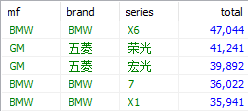 mf brand series total
BMW BMW X6 47,044
GM 五菱 荣光 41,241
GM 五菱 宏光 39,892
BMW BMW 7 36,022
BMW BMW X1 35,941